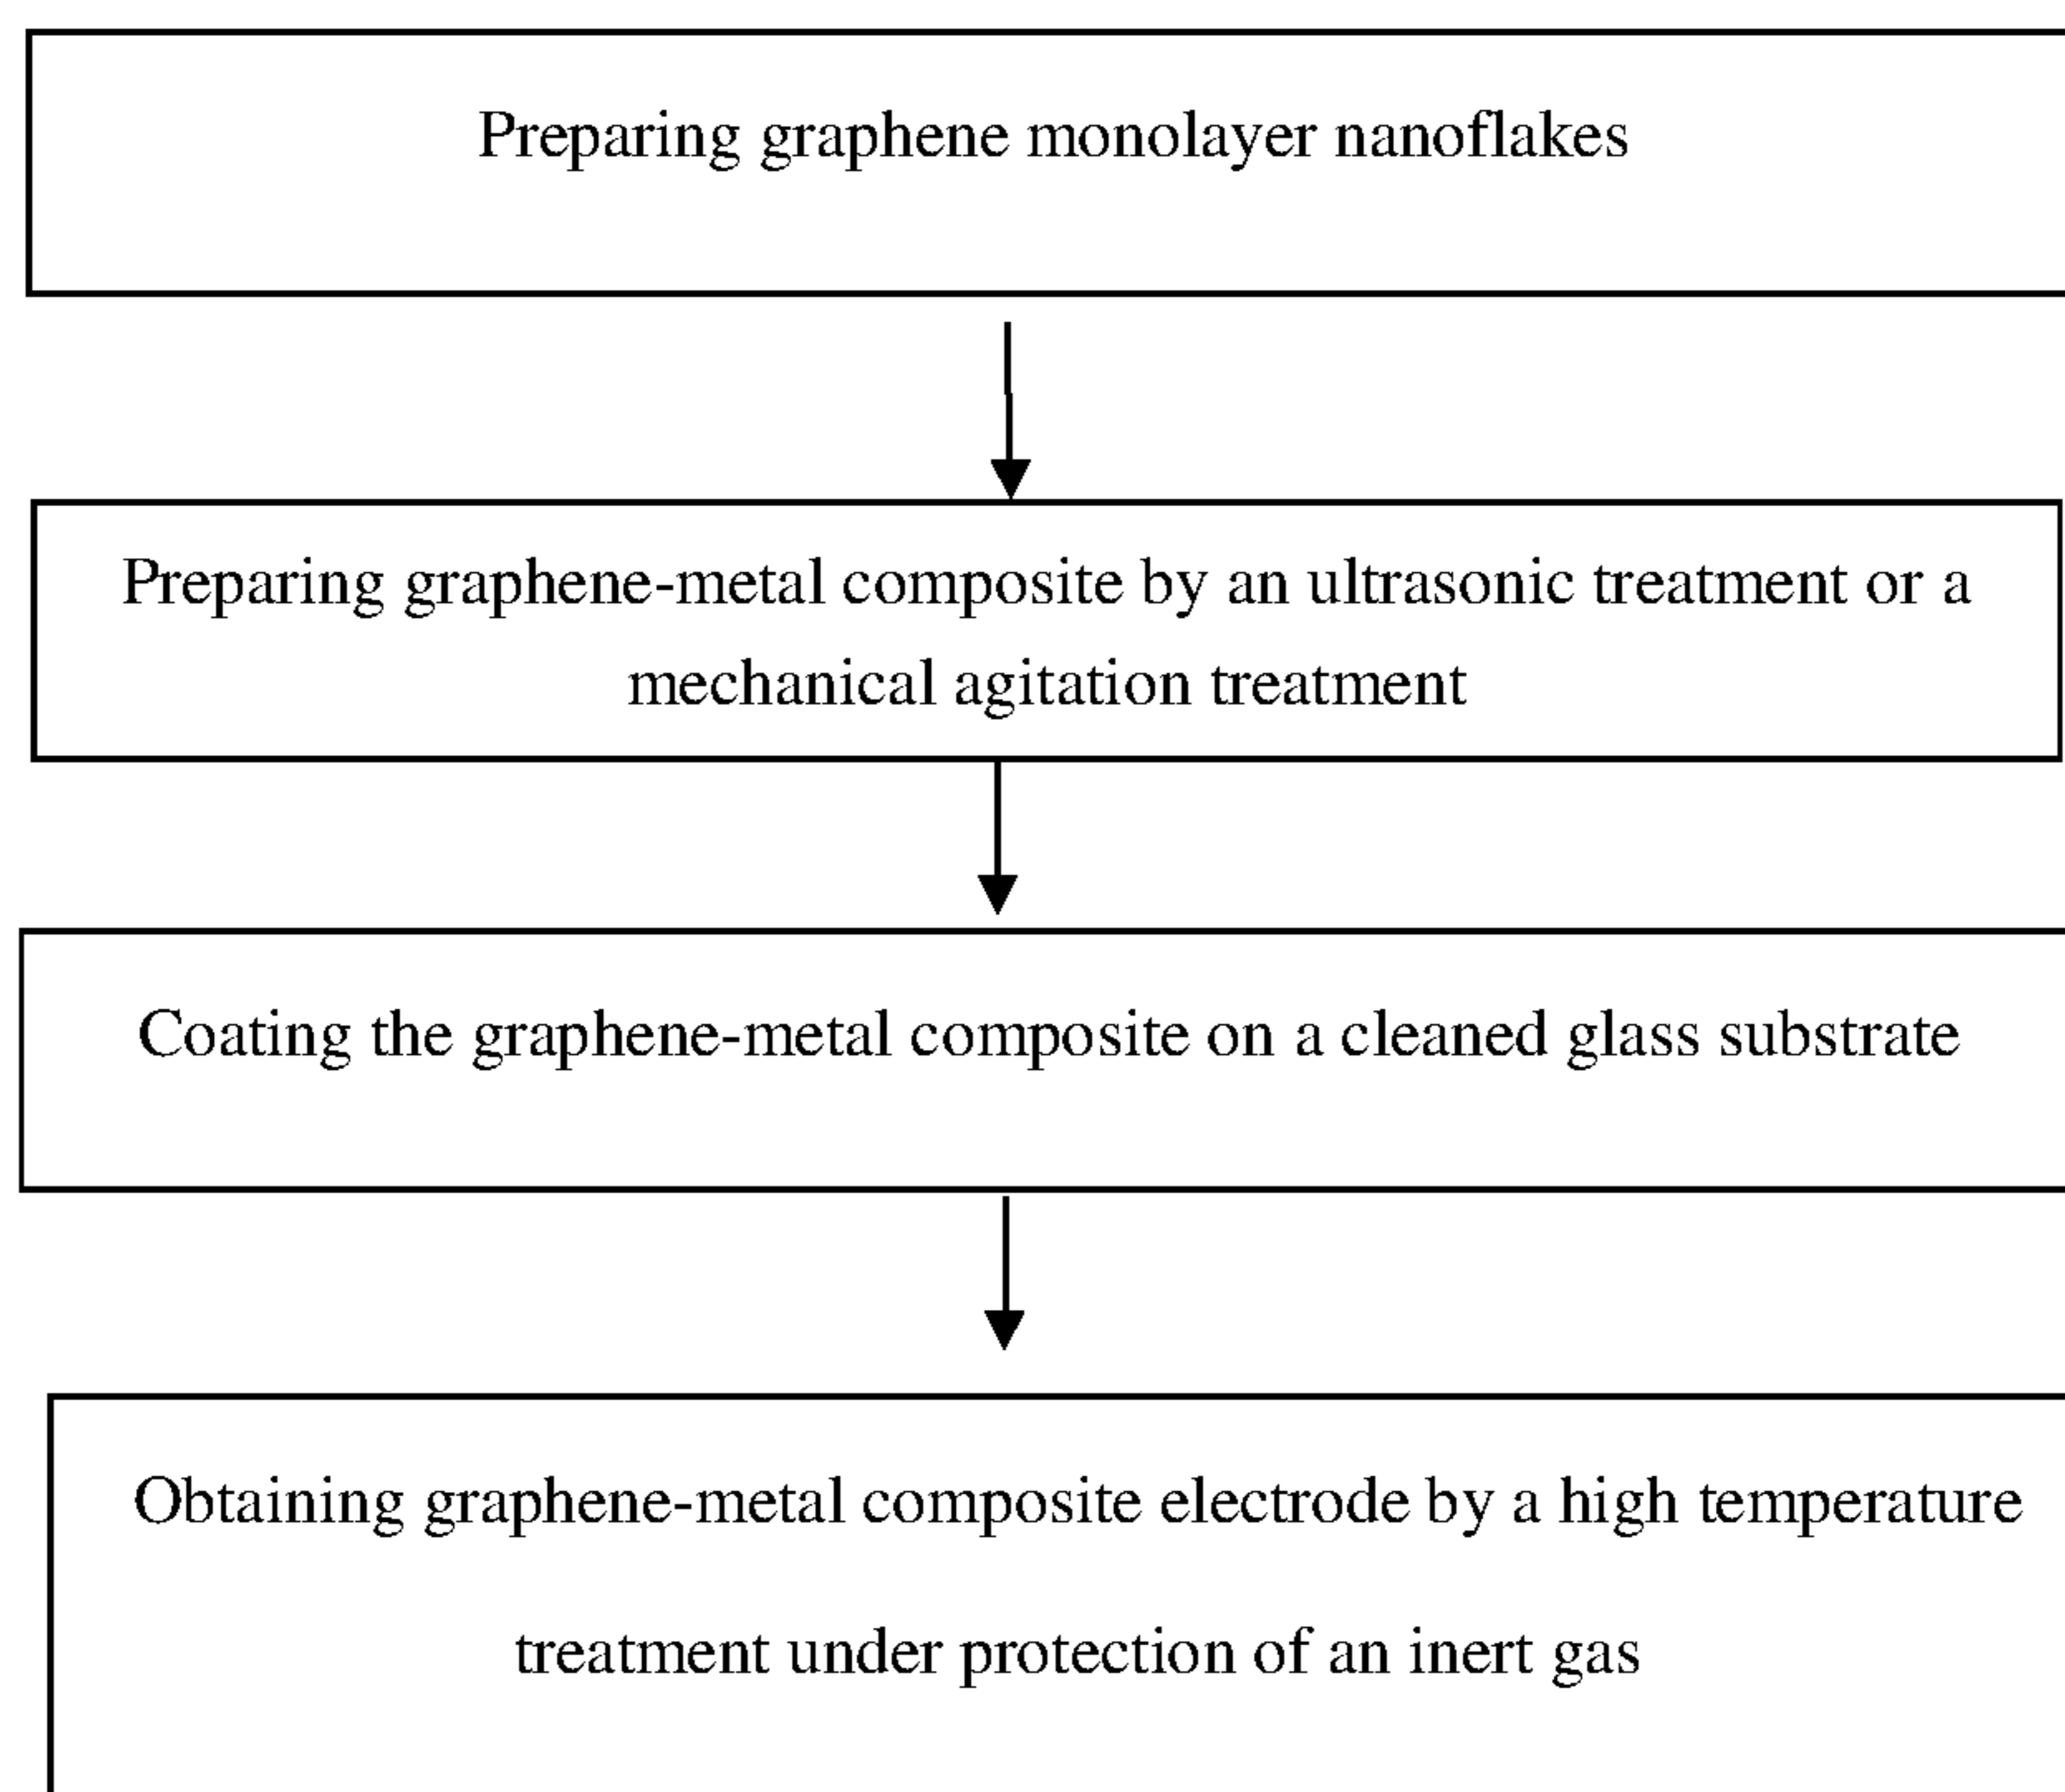 Preparing graphene monolayer nanoflakes
Preparing graphene-metal composite by an ultrasonic treatment or a
mechanical agitation treatment
Coating the graphene-metal composite on a cleaned glass substrate
Obtaining graphene-metal composite electrode by a high temperature
treatment under protection of an inert gas